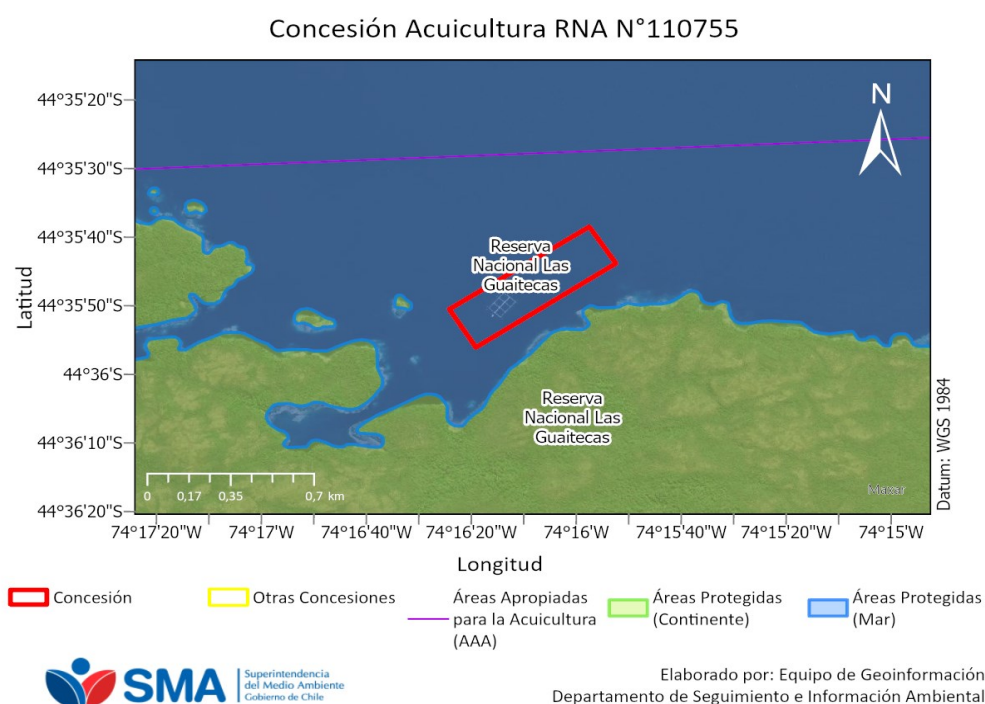 Concesión Acuicultura RNA N°110755
44°35'20"S
44°35'30"S
44°35'40"S
44°35'50"S
44°36'S
44°36'10"S
44°36'20"S
Latitud
N
Reserva
Nacional Las
Guaitecas
Reserva
Nacional Las
Guaitecas
Datum: WGS 1984
0 0,17 0,35 0,7 km
Maxar
74°17'20"W 74°17'W 74°16'40"W 74°16'20"W 74°16'W 74°15'40"W 74°15'20"W 74°15'W
Longitud
Concesión
Otras Concesiones
Áreas Apropiadas
para la Acuicultura
(AAA)
Áreas Protegidas
(Continente)
Áreas Protegidas
(Mar)
SMA
Superintendencia
del Medio Ambiente
Gobierno de Chile
Elaborado por: Equipo de Geoinformación
Departamento de Seguimiento e Información Ambiental